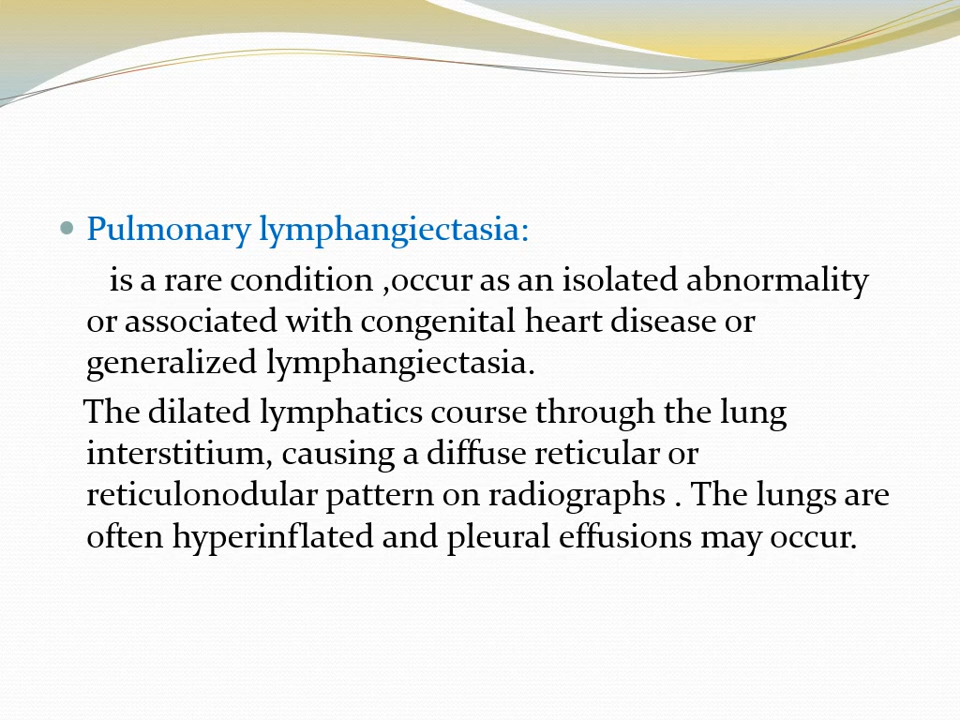 • Pulmonary lymphangiectasia:
is a rare condition ,occur as an isolated abnormality
or associated with congenital heart disease or
generalized lymphangiectasia.
The dilated lymphatics course through the lung
interstitium, causing a diffuse reticular or
reticulonodular pattern on radiographs . The lungs are
often hyperinflated and pleural effusions may occur.